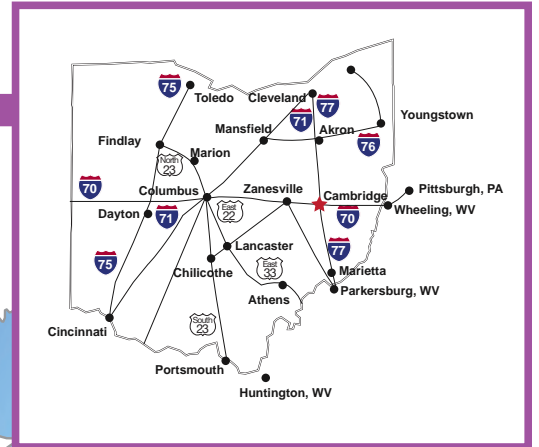 75
Toledo
Cleveland
77
71
Youngstown
Mansfield
Akron
Findlay
76
North
23
Marion
70
Columbus
Zanesville
Cambridge
Pittsburgh, PA
East
22
70
Wheeling, WV
Dayton
71
77
Lancaster
75
Chilicothe
East
33
Marietta
Athens
Parkersburg, WV
South
23
Cincinnati
Portsmouth
Huntington, WV